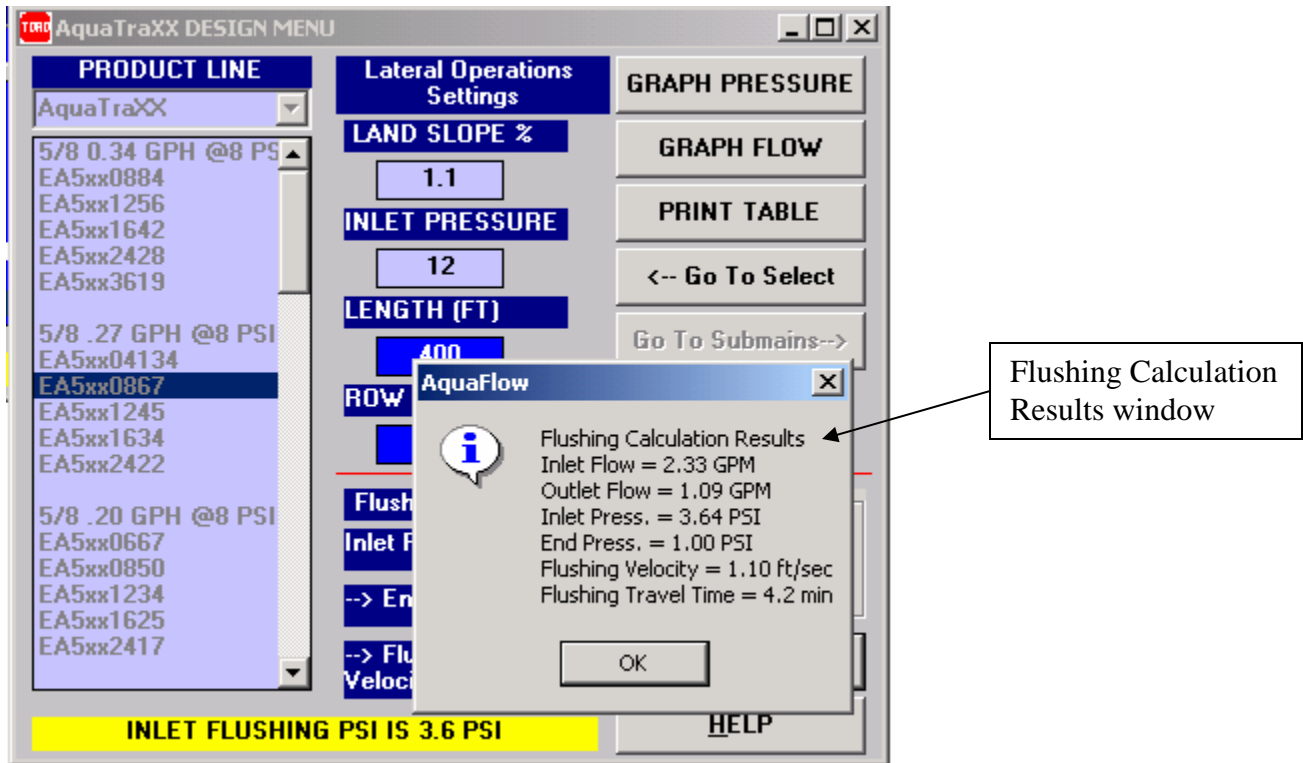 TORO AquaTraXX DESIGN MENU
PRODUCT LINE
AquaTraXX
5/8 0.34 GPH @8 PS
EA5xx0884
EA5xx1256
EA5xx1642
EA5xx2428
EA5xx3619
5/8 .27 GPH @8 PSI
EA5xx04134
EA5xx0867
EA5xx1245
EA5xx1634
EA5xx2422
5/8 .20 GPH @8 PSI
EA5xx0667
EA5xx0850
EA5xx1234
EA5xx1625
EA5xx2417
Lateral Operations
Settings
LAND SLOPE %
1.1
INLET PRESSURE
12
LENGTH (FT)
400
ROW
Flush
Inlet
--> En
--> Flu
Veloci
GRAPH PRESSURE
GRAPH FLOW
PRINT TABLE
<-- Go To Select
Go To Submains-->
HELP
AquaFlow
Flushing Calculation Results
Inlet Flow = 2.33 GPM
Outlet Flow = 1.09 GPM
Inlet Press. = 3.64 PSI
End Press. = 1.00 PSI
Flushing Velocity = 1.10 ft/sec
Flushing Travel Time = 4.2 min
OK
INLET FLUSHING PSI IS 3.6 PSI
Flushing Calculation
Results window